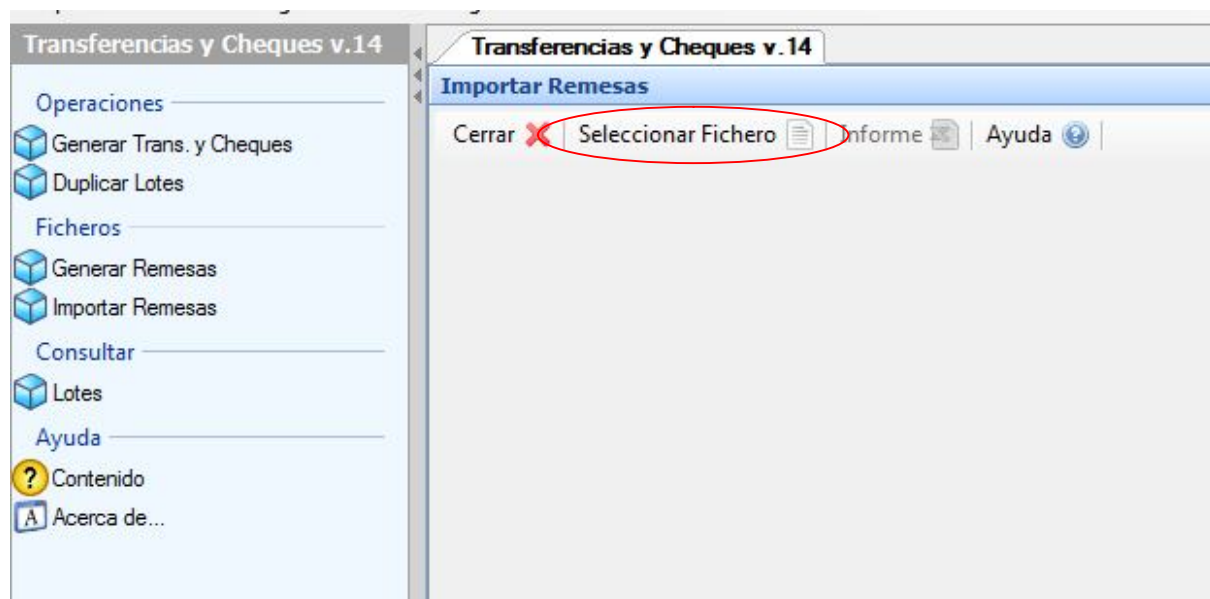 Transferencias y Cheques v.14
Operaciones
Generar Trans. y Cheques
Duplicar Lotes
Ficheros
Generar Remesas
Importar Remesas
Consultar
Lotes
Ayuda
Contenido
Acerca de...
Transferencias y Cheques v.14
Importar Remesas
Cerrar Seleccionar Fichero Informe Ayuda